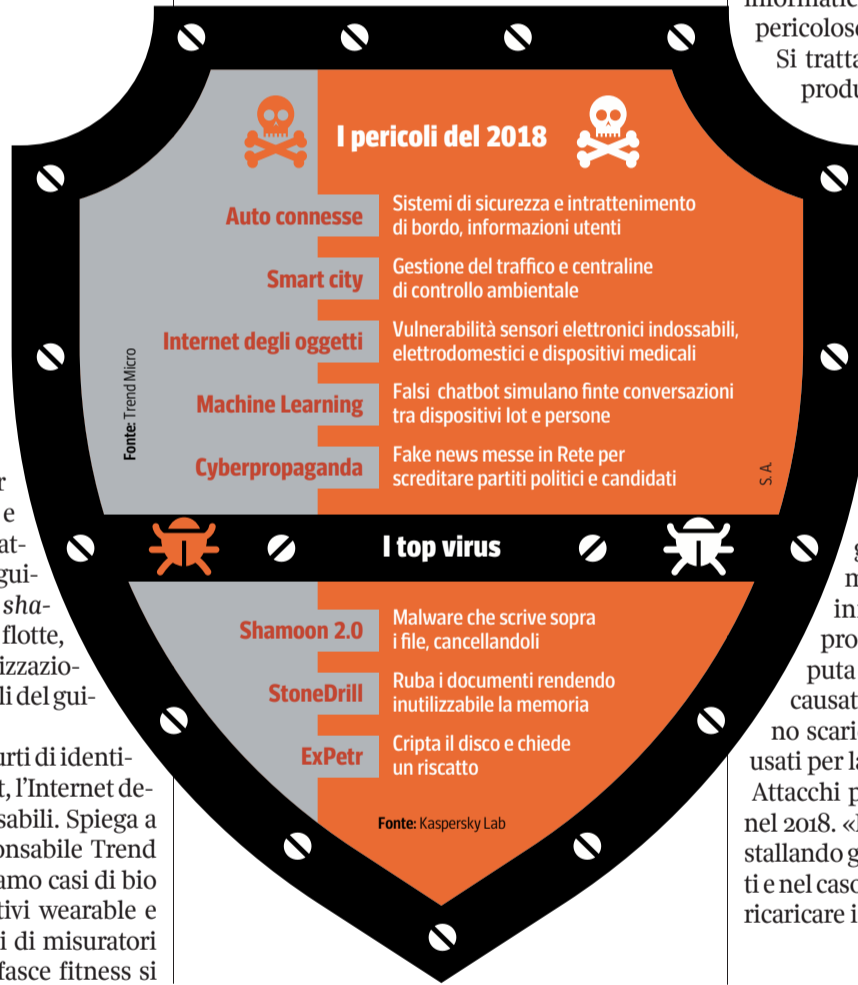 pericolose
Si tratta
produ
I pericoli del 2018
Auto connesse
Sistemi di sicurezza e intrattenimento
di bordo, informazioni utenti
Smart city
Gestione del traffico e centraline
di controllo ambientale
Internet degli oggetti
Vulnerabilità sensori elettronici indossabili,
elettrodomestici e dispositivi medicali
Machine Learning
Falsi chatbot simulano finte conversazioni
tra dispositivi Iot e persone
Cyberpropaganda
Fake news messe in Rete per
screditare partiti politici e candidati
Fonte: Trend Micro
S. A.
I top virus
Shamoon 2.0
Malware che scrive sopra
i file, cancellandoli
StoneDrill
Ruba i documenti rendendo
inutilizzabile la memoria
ExPetr
Cripta il disco e chiede
un riscatto
Fonte: Kaspersky Lab
r
e
at-
gui-
sha-
flotte,
izzazio-
li del gui-
urti di identi-
t, l'Internet de-
sabili. Spiega a
onsabile Trend
amo casi di bio
tivi wearable e
i di misuratori
fasce fitness si
m
pro
puta
causat
no scaric
usati per la
Attacchi p
nel 2018.
stallando g
ti e nel caso
ricaricare i